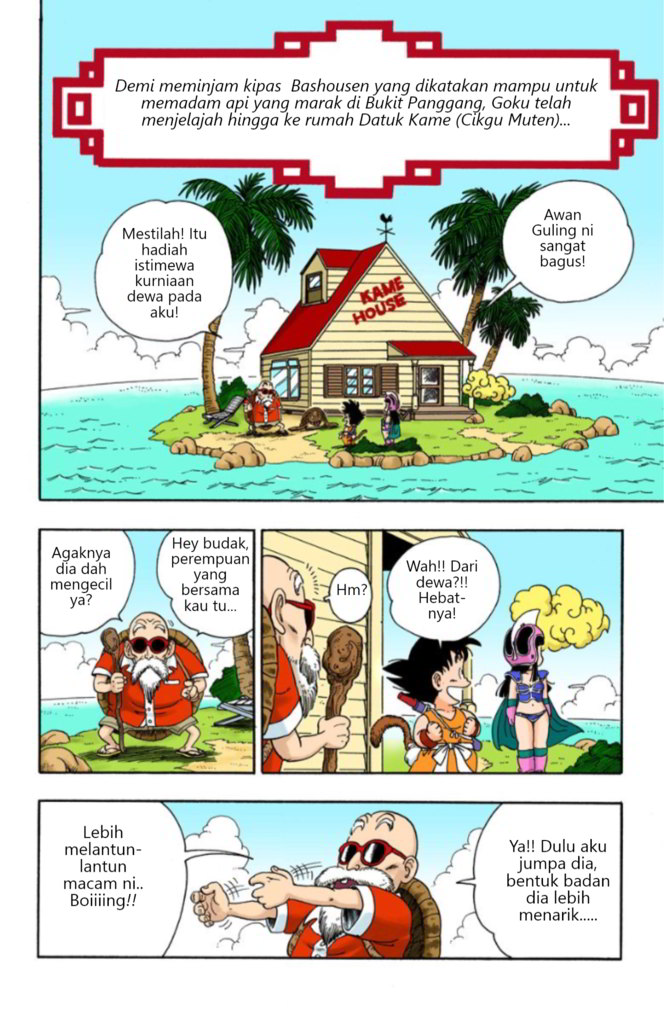 Demi meminjam kipas Bashousen yang dikatakan mampu untuk
memadam api yang marak di Bukit Panggang, Goku telah
menjelajah hingga ke rumah Datuk Kame (Cikgu Muten)...
Awan
Guling ni
sangat
bagus!
Mestilah! Itu
hadiah
istimewa
kurniaan
dewa pada
aku!
KAME
HOUSE
Wah!! Dari
dewa?!!
Hebat-
nya!
Hm?
Hey budak,
perempuan
yang
bersama
kau tu...
Agaknya
dia dah
mengecil
ya?
Ya!! Dulu aku
jumpa dia,
bentuk badan
dia lebih
menarik.....
Lebih
melantun-
lantun
macam ni..
Boiiiing!!